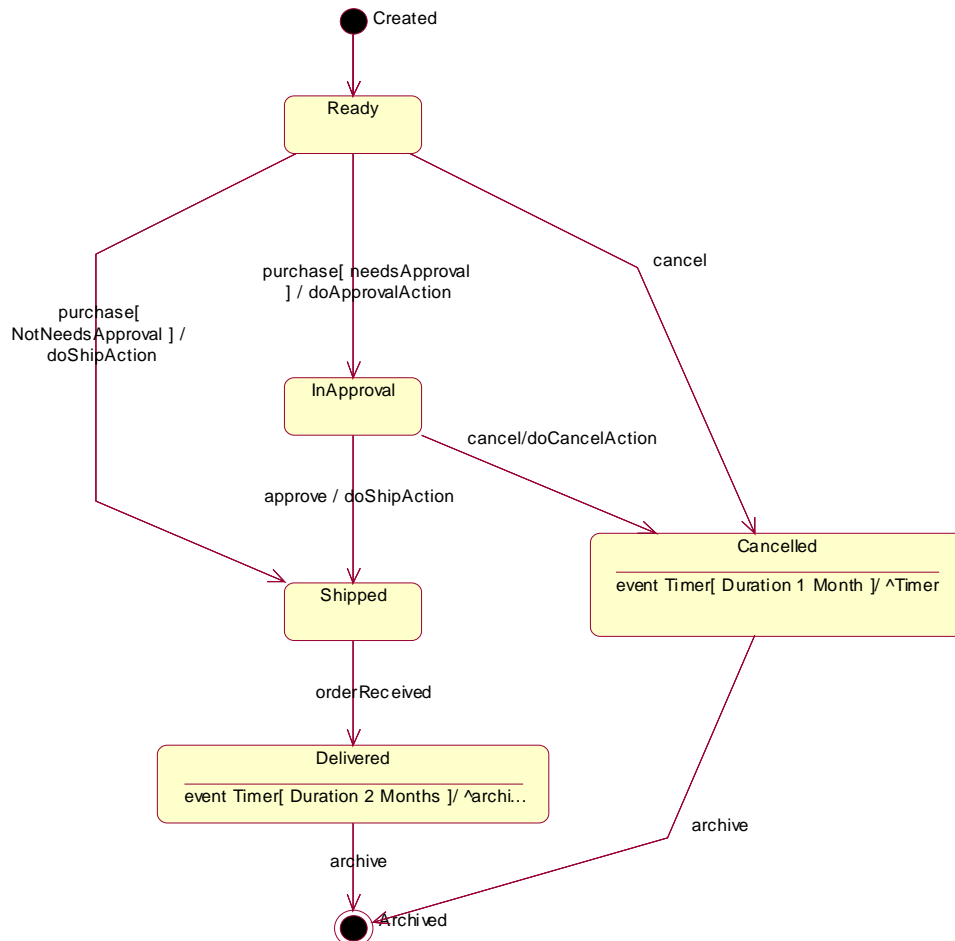 Created
Ready
cancel
purchase[ needsApproval
] / doApprovalAction
purchase[
NotNeedsApproval ] /
doShipAction
InApproval
cancel/doCancelAction
approve / doShipAction
Cancelled
event Timer[ Duration 1 Month ]/ ^Timer
Shipped
orderReceived
Delivered
event Timer[ Duration 2 Months ]/ ^archi...
archive
archive
Archived